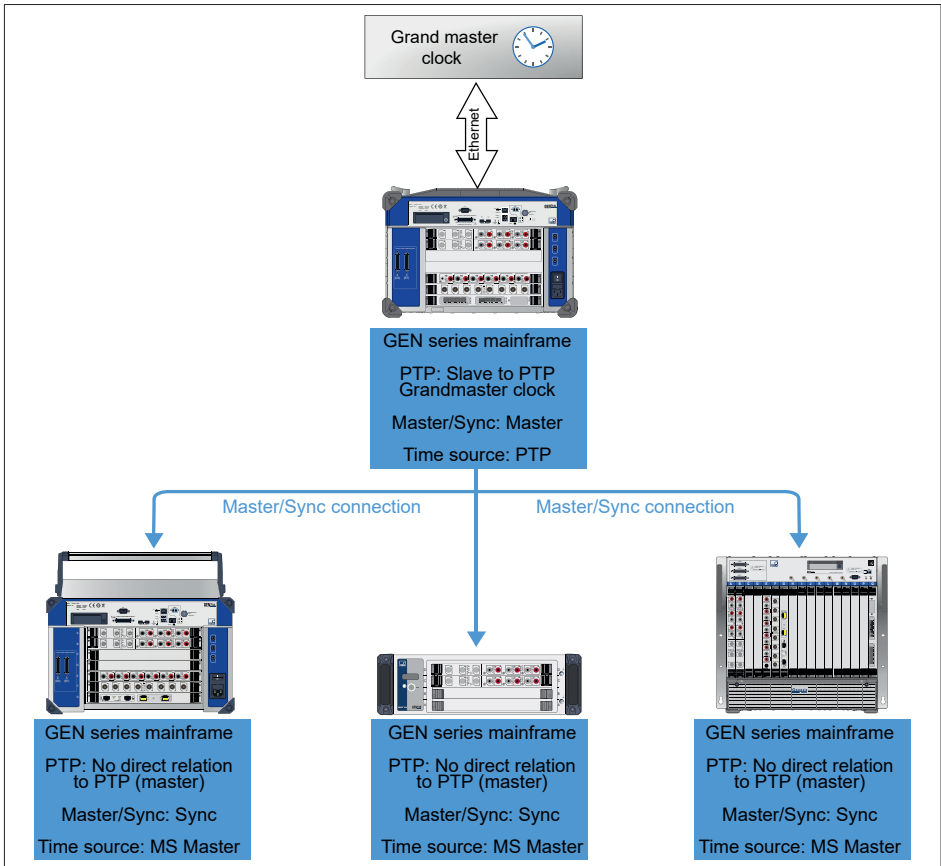 Grand master
clock
Ethernet
GEN series mainframe
PTP: Slave to PTP
Grandmaster clock
Master/Sync: Master
Time source: PTP
Master/Sync connection
Master/Sync connection
GEN series mainframe
PTP: No direct relation
to PTP (master)
Master/Sync: Sync
Time source: MS Master
GEN series mainframe
PTP: No direct relation
to PTP (master)
Master/Sync: Sync
Time source: MS Master
GEN series mainframe
PTP: No direct relation
to PTP (master)
Master/Sync: Sync
Time source: MS Master